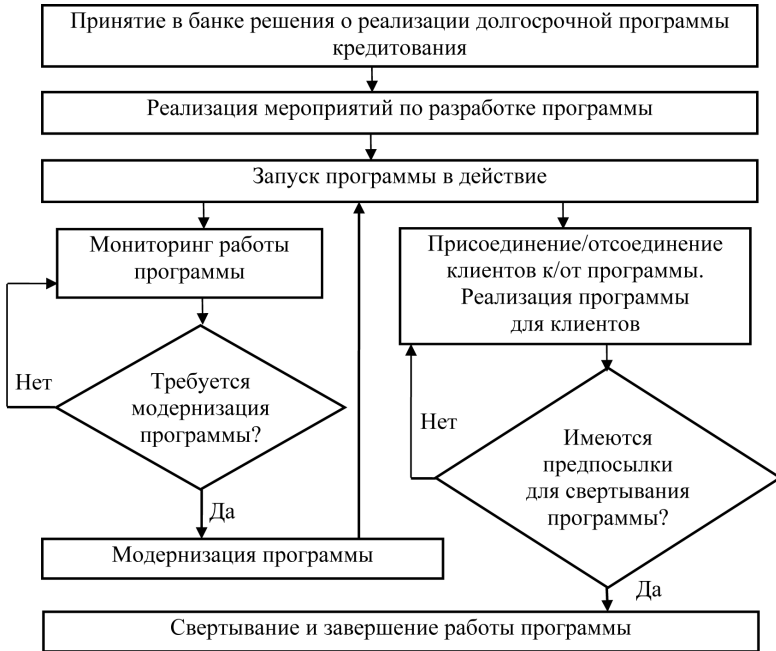 Принятие в банке решения о реализации долгосрочной программы
кредитования
Реализация мероприятий по разработке программы
Запуск программы в действие
Мониторинг работы
программы
Присоединение/отсоединение
клиентов к/от программы.
Реализация программы
для клиентов
Нет
Требуется
модернизация
программы?
Нет
Имеются
предпосылки
для свертывания
программы?
Да
Модернизация программы
Да
Свертывание и завершение работы программы